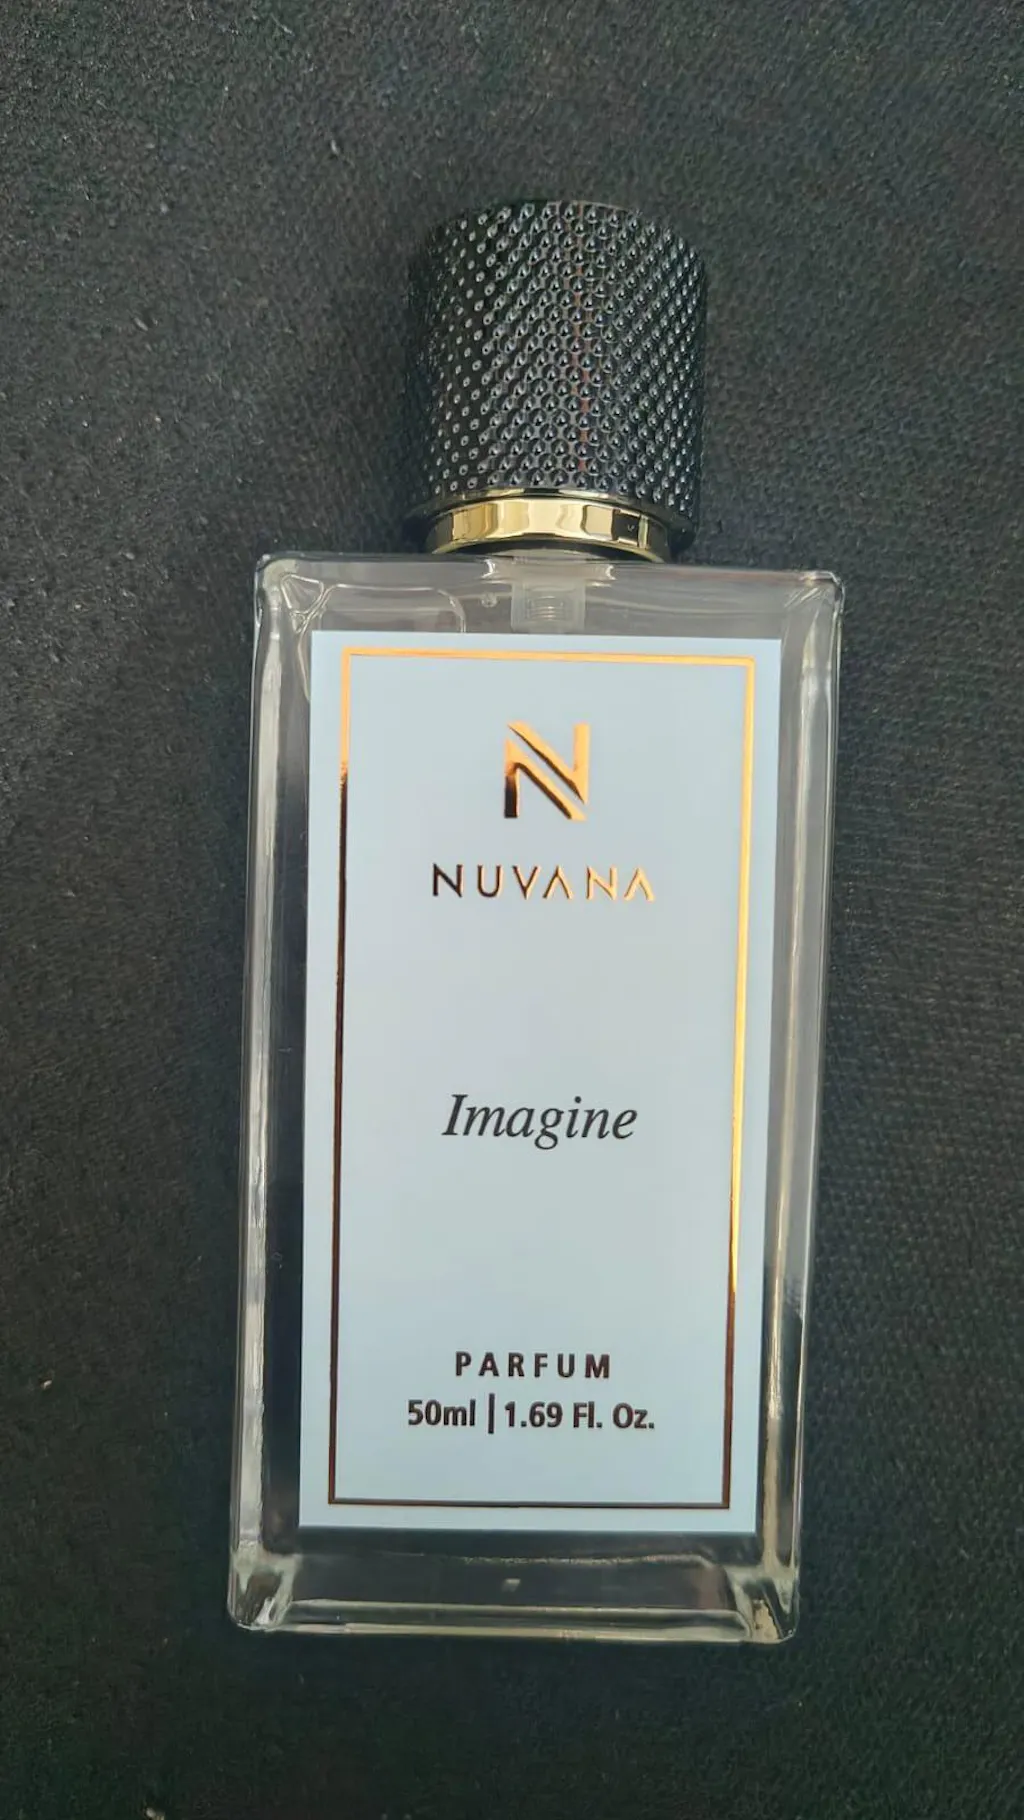 N
NUVANA
Imagine
PARFUM
50ml | 1.69 Fl. Oz.